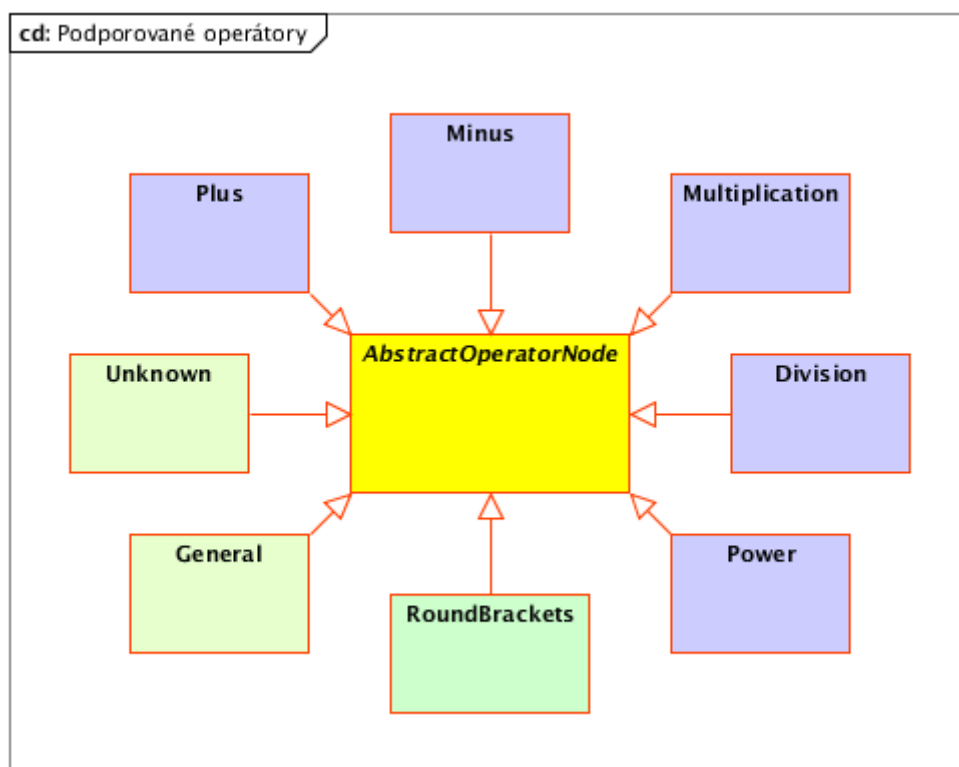 cd: Podporované operátory
Minus
Plus
Multiplication
AbstractOperatorNode
Unknown
Division
General
Power
RoundBrackets